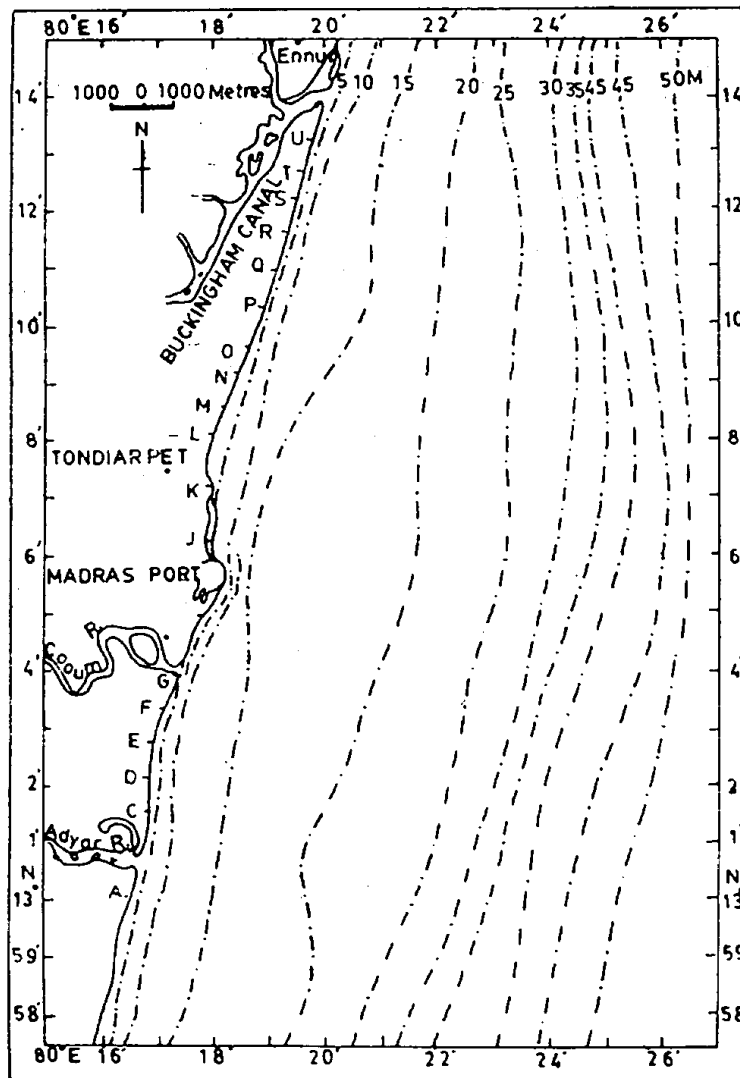 80° E 16' 18' 20' 22' 24' 26'
Ennu
1000 0 1000 Metres
5 10 15 20 25 30 35 45 45 50M
14' 14'
N
U
T
S
12' 12'
R
Q
BUCKINGHAM CANAL
P
10' 10'
O
N
M
L
8' 8'
TONDIARPET
K
J
6' 6'
MADRAS PORT
Cooum R.
4' 4'
G
F
E
2' D 2'
C
1' Adyar R. 1'
N N
13° A 13°
59' 59'
58' 58'
80° E 16' 18' 20' 22' 24' 26'